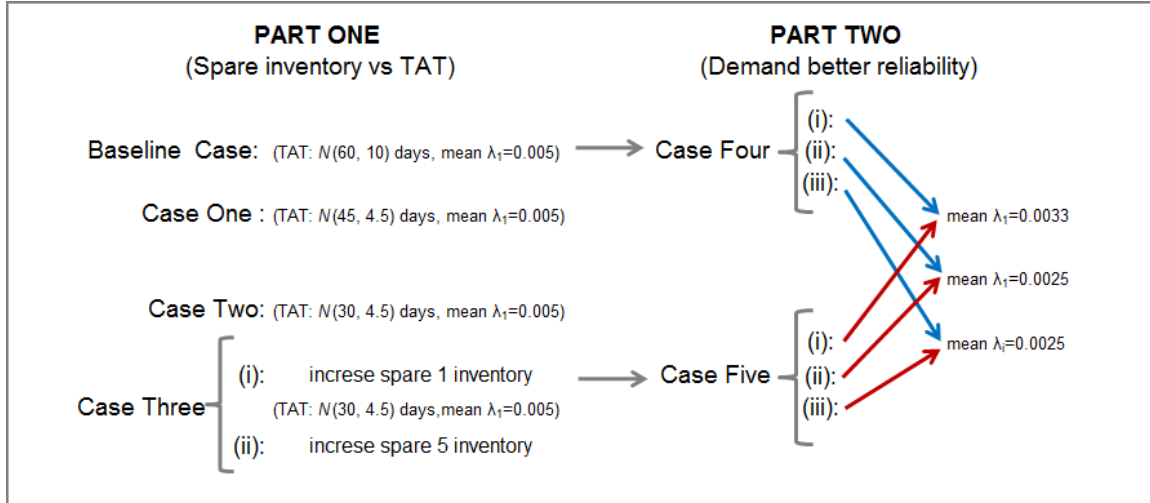 PART ONE
(Spare inventory vs TAT)
Baseline Case: (TAT: N(60, 10) days, mean λ₁=0.005)
Case One : (TAT: N(45, 4.5) days, mean λ₁=0.005)
Case Two: (TAT: N(30, 4.5) days, mean λ₁=0.005)
Case Three
(i): increse spare 1 inventory
(TAT: N(30, 4.5) days,mean λ₁=0.005)
(ii): increse spare 5 inventory
PART TWO
(Demand better reliability)
Case Four
(i):
(ii):
(iii):
mean λ₁=0.0033
mean λ₁=0.0025
mean λᵢ=0.0025
Case Five
(i):
(ii):
(iii):